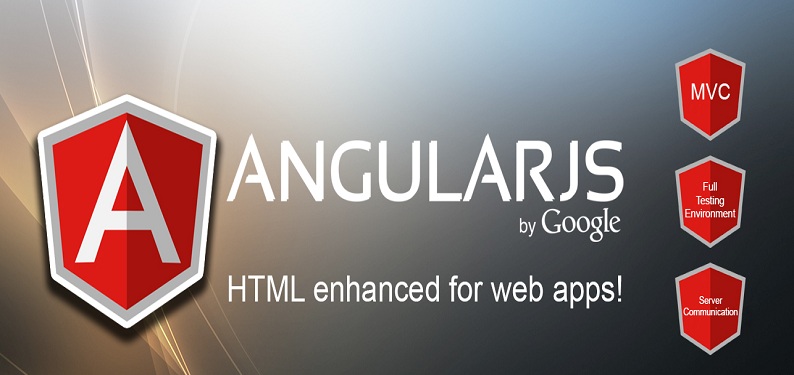 A
ANGULARJS
by Google
HTML enhanced for web apps!
MVC
Full
Testing
Environment
Server
Communication